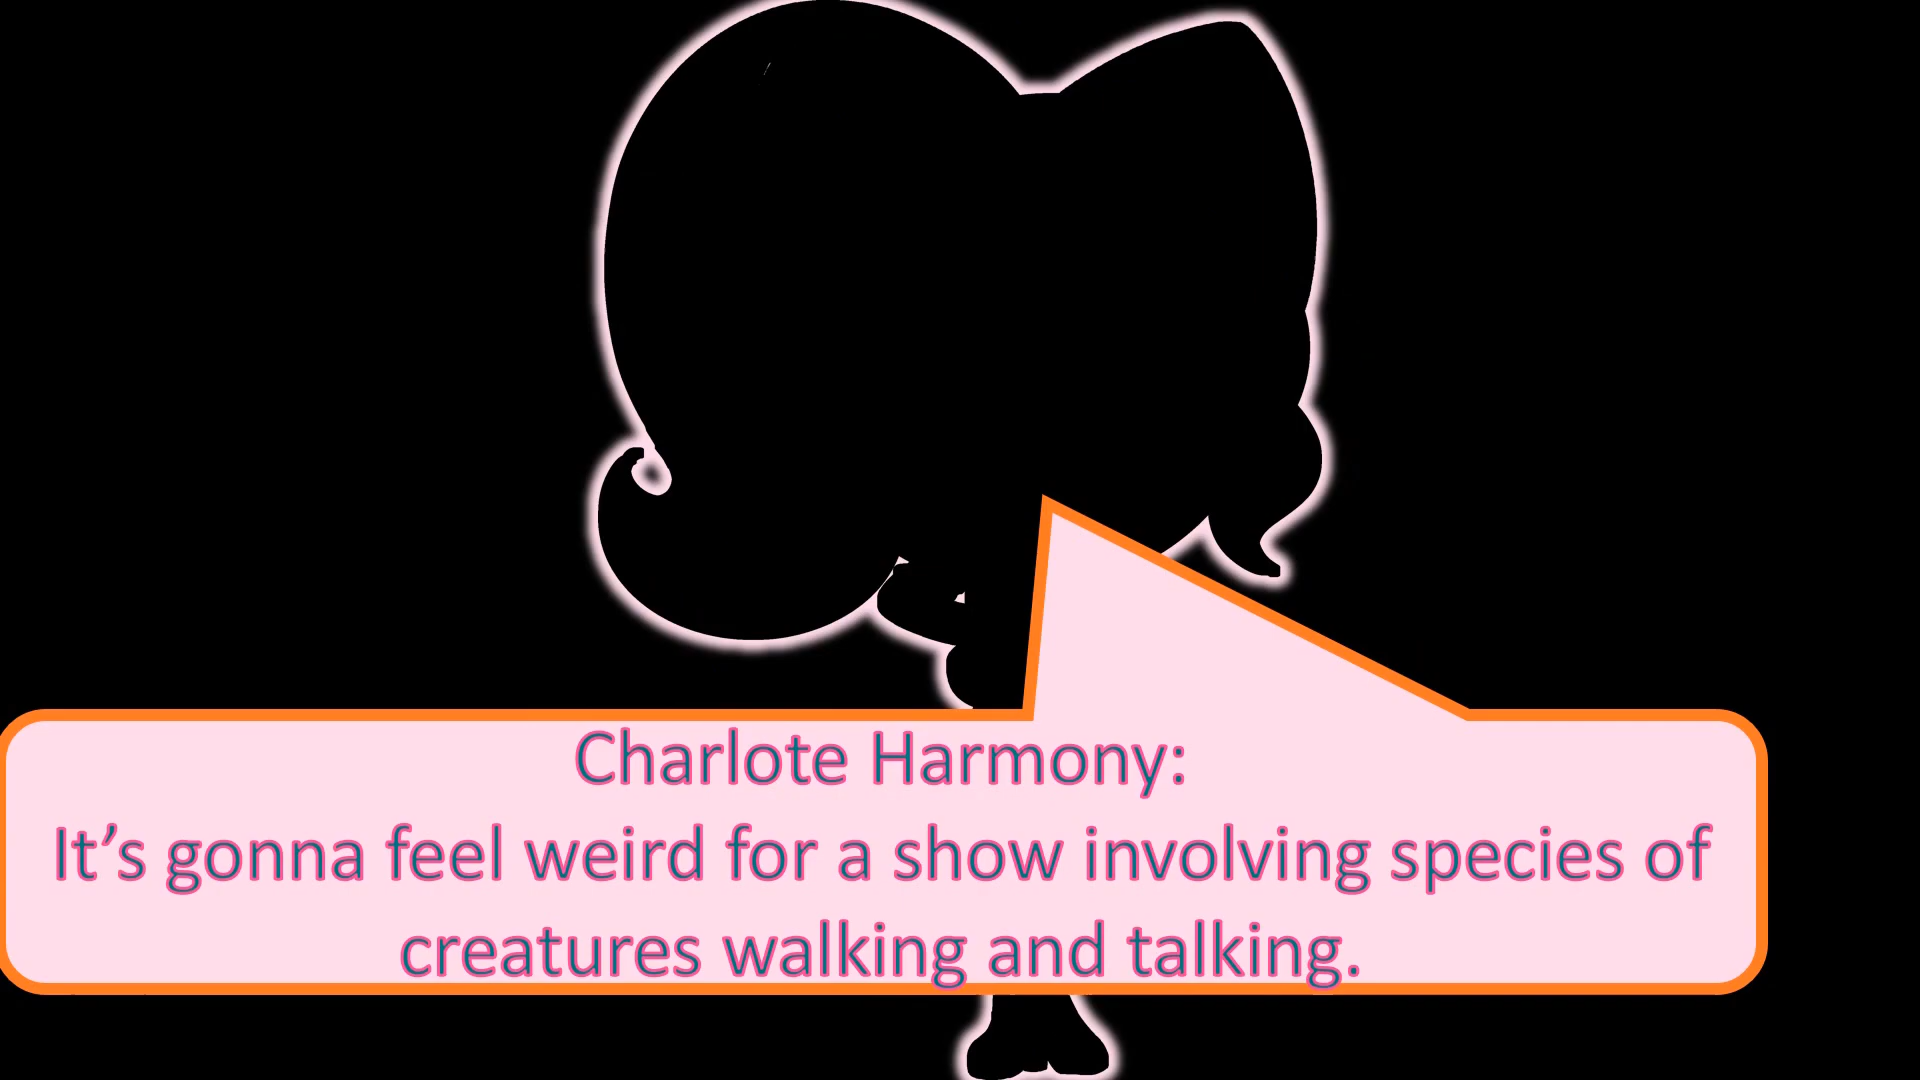 Charlote Harmony:
It’s gonna feel weird for a show involving species of
creatures walking and talking.